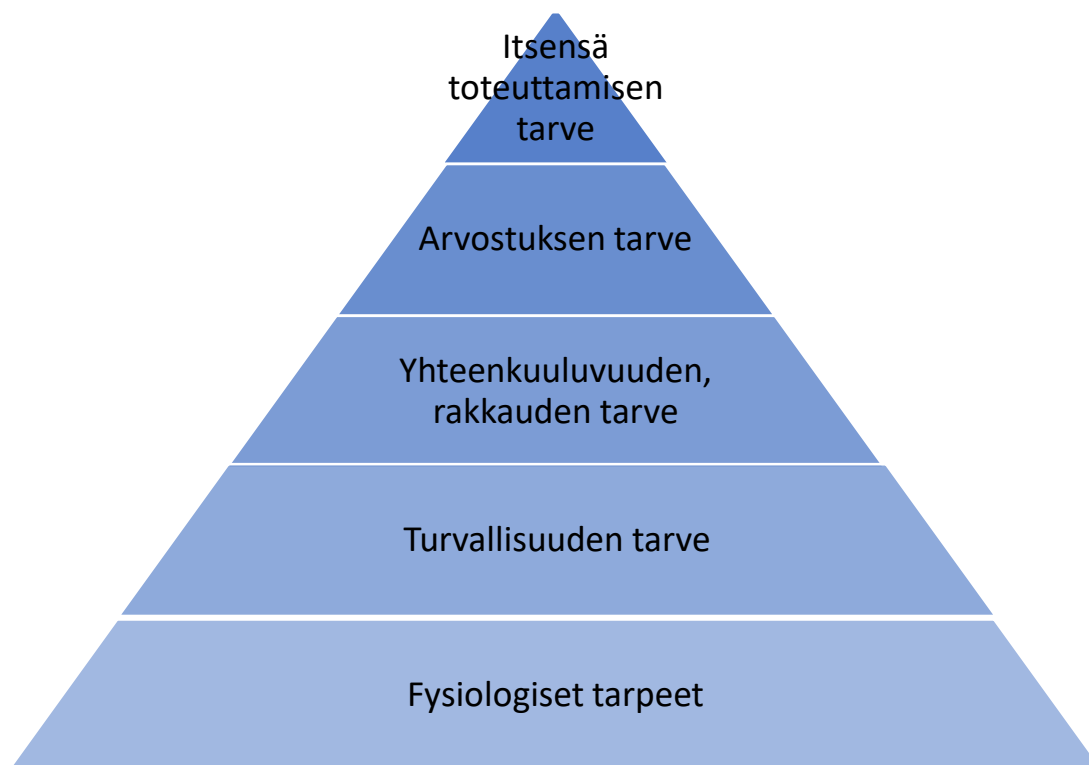 Itsensä
toteuttamisen
tarve
Arvostuksen tarve
Yhteenkuuluvuuden,
rakkauden tarve
Turvallisuuden tarve
Fysiologiset tarpeet